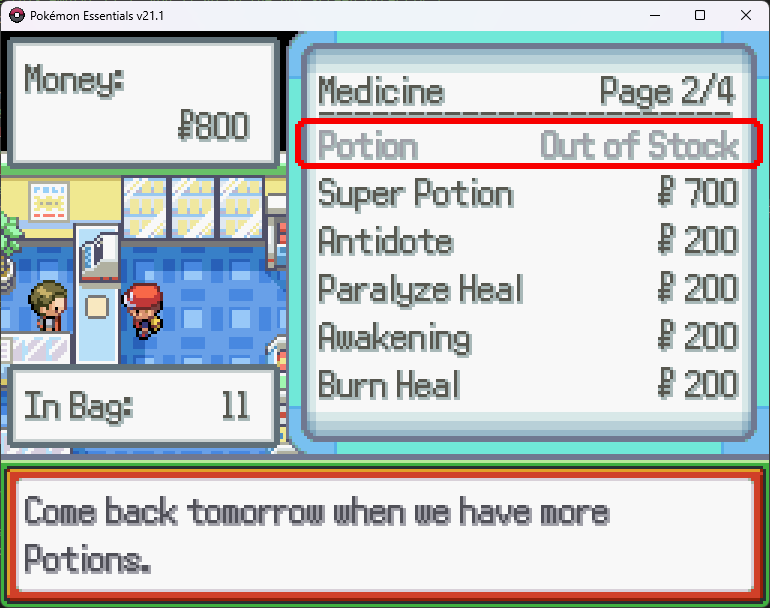 Pokémon Essentials v21.1
Money:
₽800
Medicine Page 2/4
Potion Out of Stock
Super Potion ₽ 700
Antidote ₽ 200
Paralyze Heal ₽ 200
Awakening ₽ 200
Burn Heal ₽ 200
In Bag: 11
Come back tomorrow when we have more
Potions.